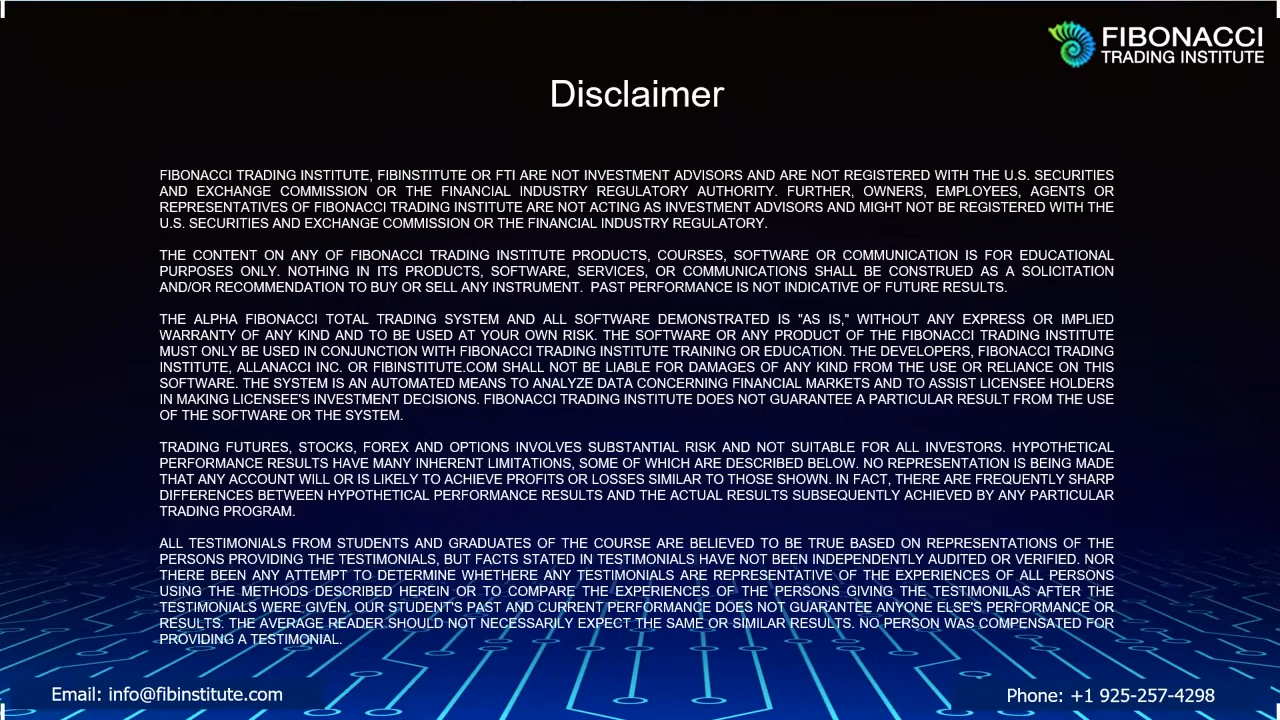 FIBONACCI
TRADING INSTITUTE
Disclaimer
FIBONACCI TRADING INSTITUTE, FIBINSTITUTE OR FTI ARE NOT INVESTMENT ADVISORS AND ARE NOT REGISTERED WITH THE U.S. SECURITIES
AND EXCHANGE COMMISSION OR THE FINANCIAL INDUSTRY REGULATORY AUTHORITY. FURTHER, OWNERS, EMPLOYEES, AGENTS OR
REPRESENTATIVES OF FIBONACCI TRADING INSTITUTE ARE NOT ACTING AS INVESTMENT ADVISORS AND MIGHT NOT BE REGISTERED WITH THE
U.S. SECURITIES AND EXCHANGE COMMISSION OR THE FINANCIAL INDUSTRY REGULATORY.
THE CONTENT ON ANY OF FIBONACCI TRADING INSTITUTE PRODUCTS, COURSES, SOFTWARE OR COMMUNICATION IS FOR EDUCATIONAL
PURPOSES ONLY. NOTHING IN ITS PRODUCTS, SOFTWARE, SERVICES, OR COMMUNICATIONS SHALL BE CONSTRUED AS A SOLICITATION
AND/OR RECOMMENDATION TO BUY OR SELL ANY INSTRUMENT. PAST PERFORMANCE IS NOT INDICATIVE OF FUTURE RESULTS.
THE ALPHA FIBONACCI TOTAL TRADING SYSTEM AND ALL SOFTWARE DEMONSTRATED IS "AS IS," WITHOUT ANY EXPRESS OR IMPLIED
WARRANTY OF ANY KIND AND TO BE USED AT YOUR OWN RISK. THE SOFTWARE OR ANY PRODUCT OF THE FIBONACCI TRADING INSTITUTE
MUST ONLY BE USED IN CONJUNCTION WITH FIBONACCI TRADING INSTITUTE TRAINING OR EDUCATION. THE DEVELOPERS, FIBONACCI TRADING
INSTITUTE, ALLANACCI INC. OR FIBINSTITUTE.COM SHALL NOT BE LIABLE FOR DAMAGES OF ANY KIND FROM THE USE OR RELIANCE ON THIS
SOFTWARE. THE SYSTEM IS AN AUTOMATED MEANS TO ANALYZE DATA CONCERNING FINANCIAL MARKETS AND TO ASSIST LICENSEE HOLDERS
IN MAKING LICENSEE'S INVESTMENT DECISIONS. FIBONACCI TRADING INSTITUTE DOES NOT GUARANTEE A PARTICULAR RESULT FROM THE USE
OF THE SOFTWARE OR THE SYSTEM.
TRADING FUTURES, STOCKS, FOREX AND OPTIONS INVOLVES SUBSTANTIAL RISK AND NOT SUITABLE FOR ALL INVESTORS. HYPOTHETICAL
PERFORMANCE RESULTS HAVE MANY INHERENT LIMITATIONS, SOME OF WHICH ARE DESCRIBED BELOW. NO REPRESENTATION IS BEING MADE
THAT ANY ACCOUNT WILL OR IS LIKELY TO ACHIEVE PROFITS OR LOSSES SIMILAR TO THOSE SHOWN. IN FACT, THERE ARE FREQUENTLY SHARP
DIFFERENCES BETWEEN HYPOTHETICAL PERFORMANCE RESULTS AND THE ACTUAL RESULTS SUBSEQUENTLY ACHIEVED BY ANY PARTICULAR
TRADING PROGRAM.
ALL TESTIMONIALS FROM STUDENTS AND GRADUATES OF THE COURSE ARE BELIEVED TO BE TRUE BASED ON REPRESENTATIONS OF THE
PERSONS PROVIDING THE TESTIMONIALS, BUT FACTS STATED IN TESTIMONIALS HAVE NOT BEEN INDEPENDENTLY AUDITED OR VERIFIED. NOR
THERE BEEN ANY ATTEMPT TO DETERMINE WHETHERE ANY TESTIMONIALS ARE REPRESENTATIVE OF THE EXPERIENCES OF ALL PERSONS
USING THE METHODS DESCRIBED HEREIN OR TO COMPARE THE EXPERIENCES OF THE PERSONS GIVING THE TESTIMONILAS AFTER THE
TESTIMONIALS WERE GIVEN. OUR STUDENT'S PAST AND CURRENT PERFORMANCE DOES NOT GUARANTEE ANYONE ELSE'S PERFORMANCE OR
RESULTS. THE AVERAGE READER SHOULD NOT NECESSARILY EXPECT THE SAME OR SIMILAR RESULTS. NO PERSON WAS COMPENSATED FOR
PROVIDING A TESTIMONIAL.
Email: info@fibinstitute.com
Phone: +1 925-257-4298